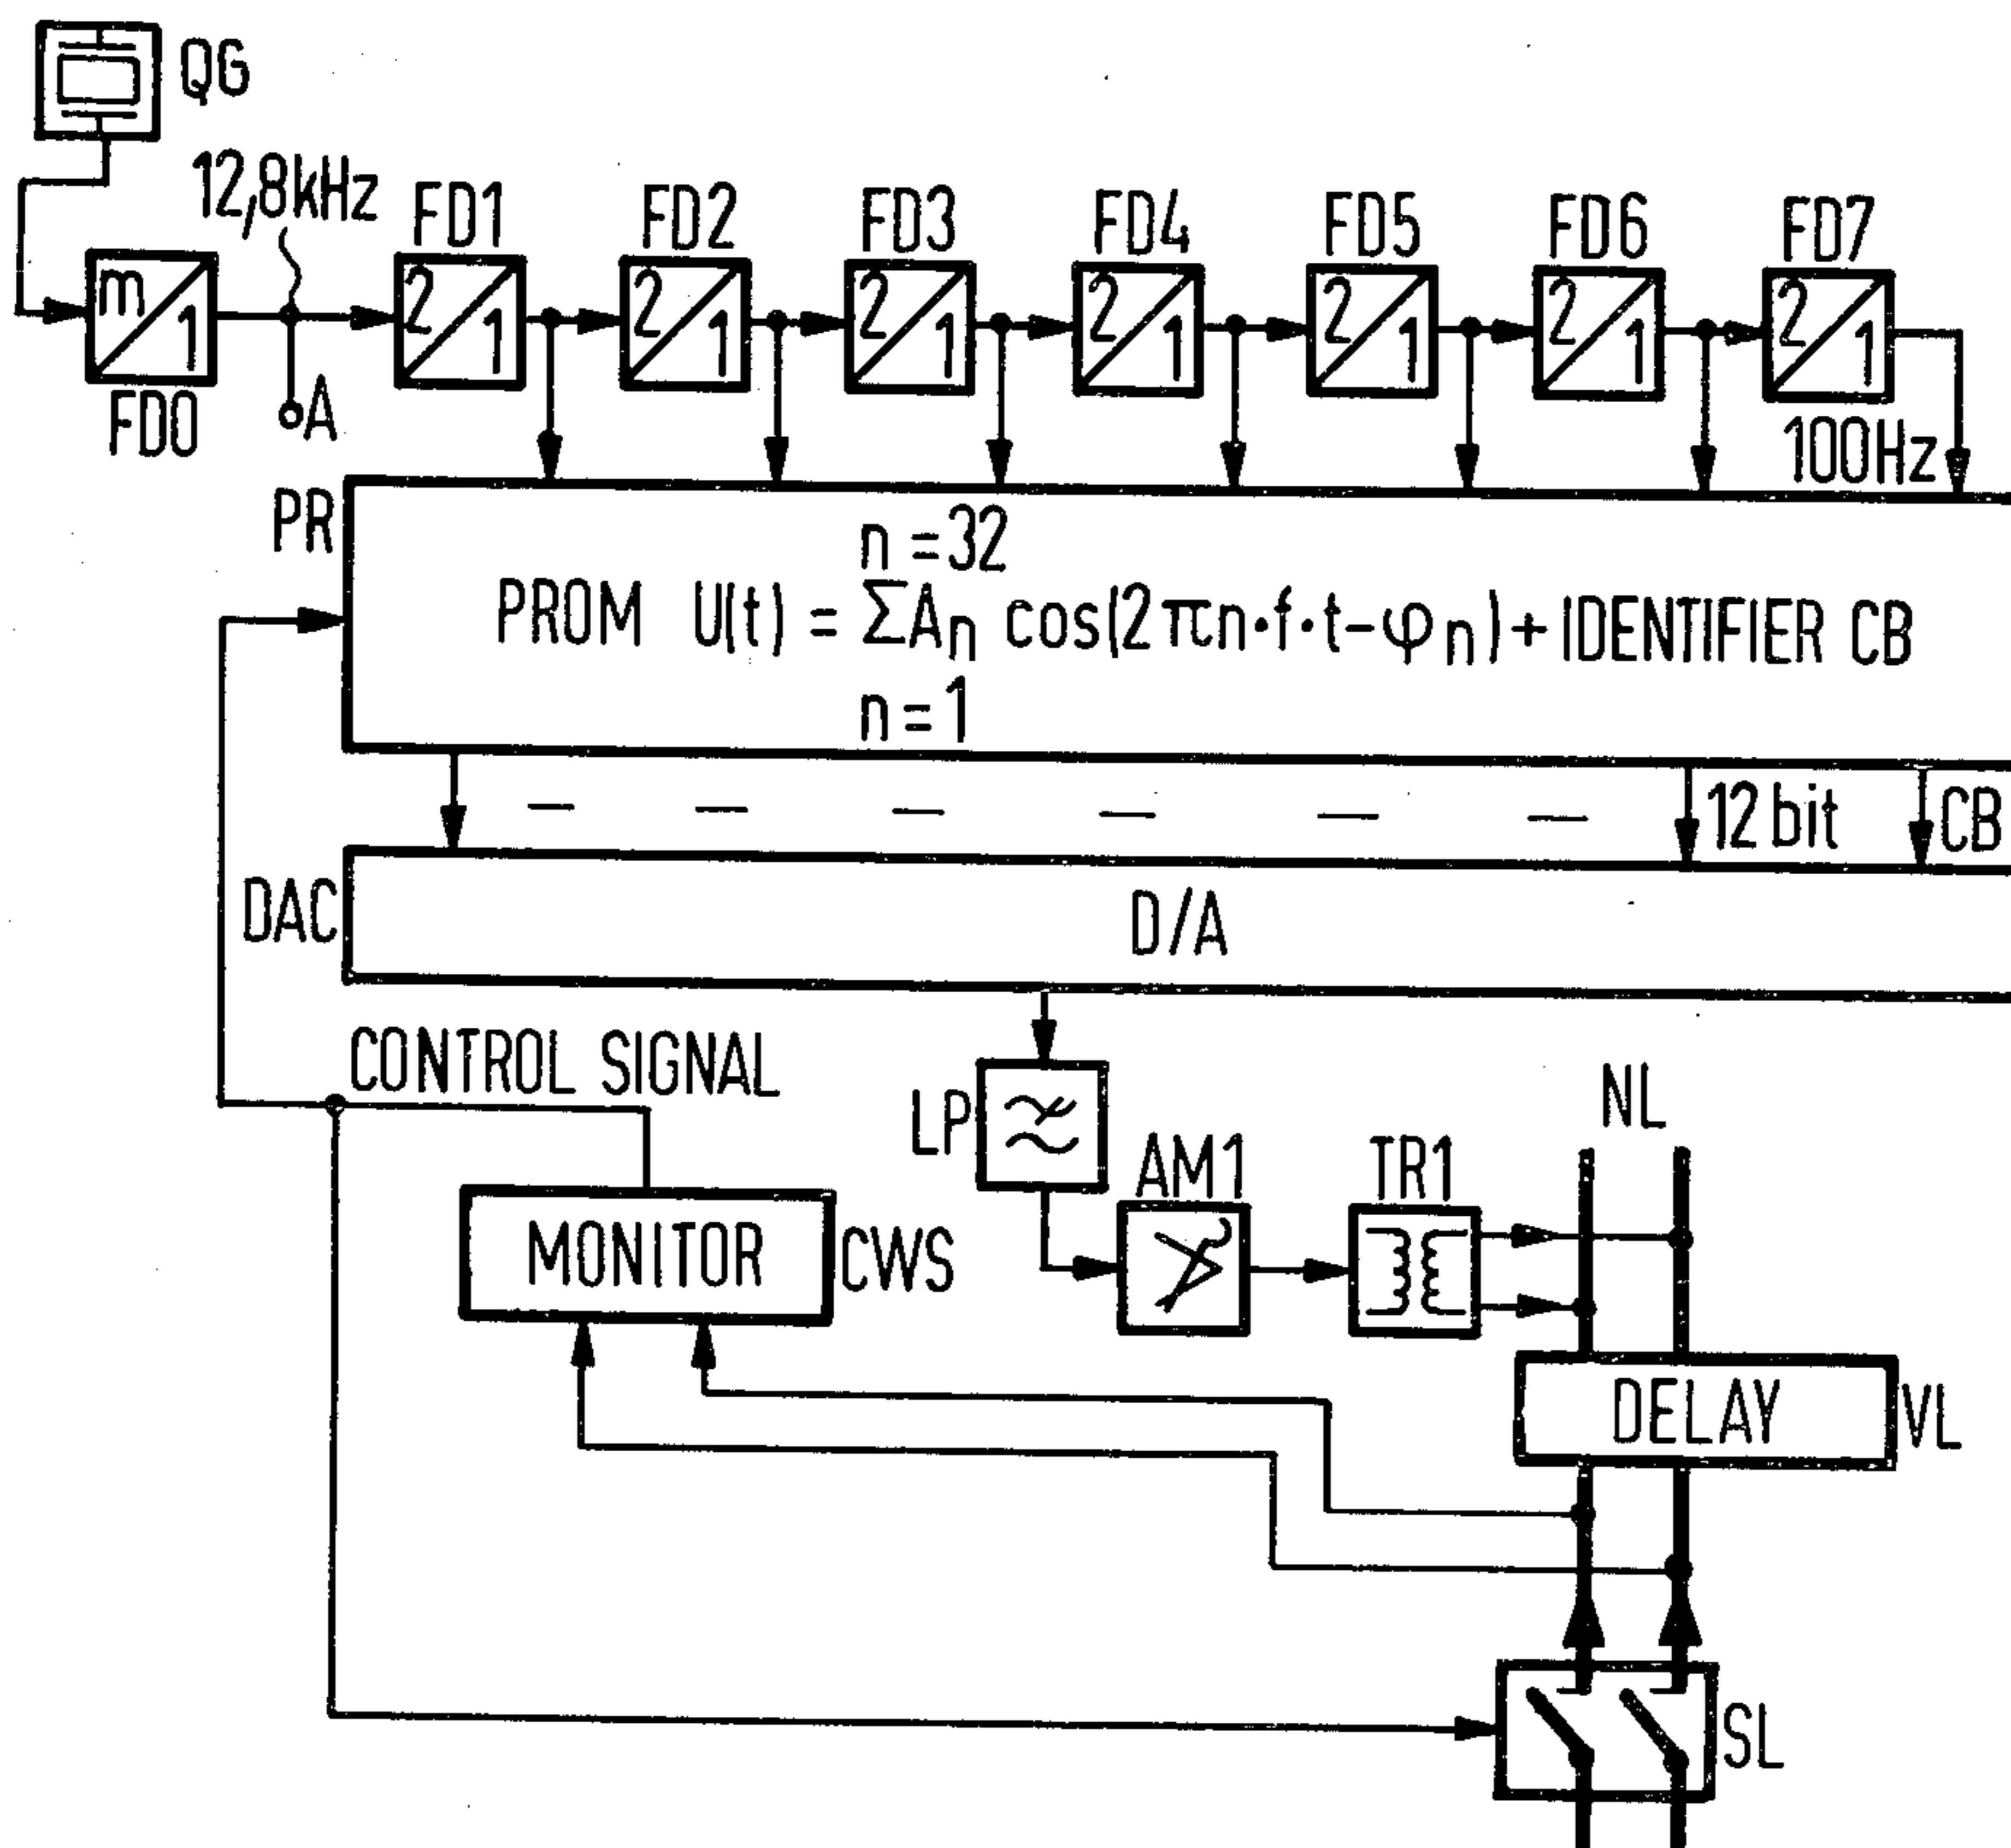 QG
12,8kHz
FD1 FD2 FD3 FD4 FD5 FD6 FD7
m/1 2/1 2/1 2/1 2/1 2/1 2/1 2/1
FD0
A
100Hz
PR
n=32
PROM U(t) = ΣAn cos(2πn·f·t-φn)+IDENTIFIER CB
n=1
12 bit
CB
DAC
D/A
CONTROL SIGNAL
LP
NL
AM1
TR1
MONITOR
CWS
DELAY
VL
SL